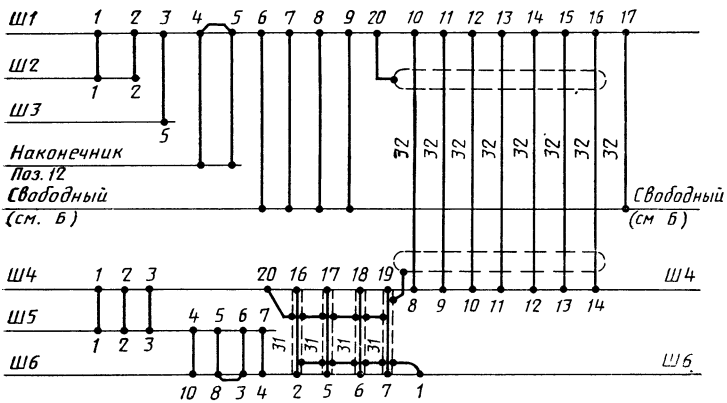 Ш1 1 2 3 4 5 6 7 8 9 20 10 11 12 13 14 15 16 17
Ш2 1 2
Ш3 5
32 32 32 32 32 32 32 32
Наконечник
Поз. 12
Свободный Свободный
(см. Б) (см Б)
Ш4 1 2 3 20 16 17 18 19 Ш4
8 9 10 11 12 13 14
Ш5 4 5 6 7
1 2 3
31 31 31 31
Ш6 Ш6
10 8 3 4 2 5 6 7 1